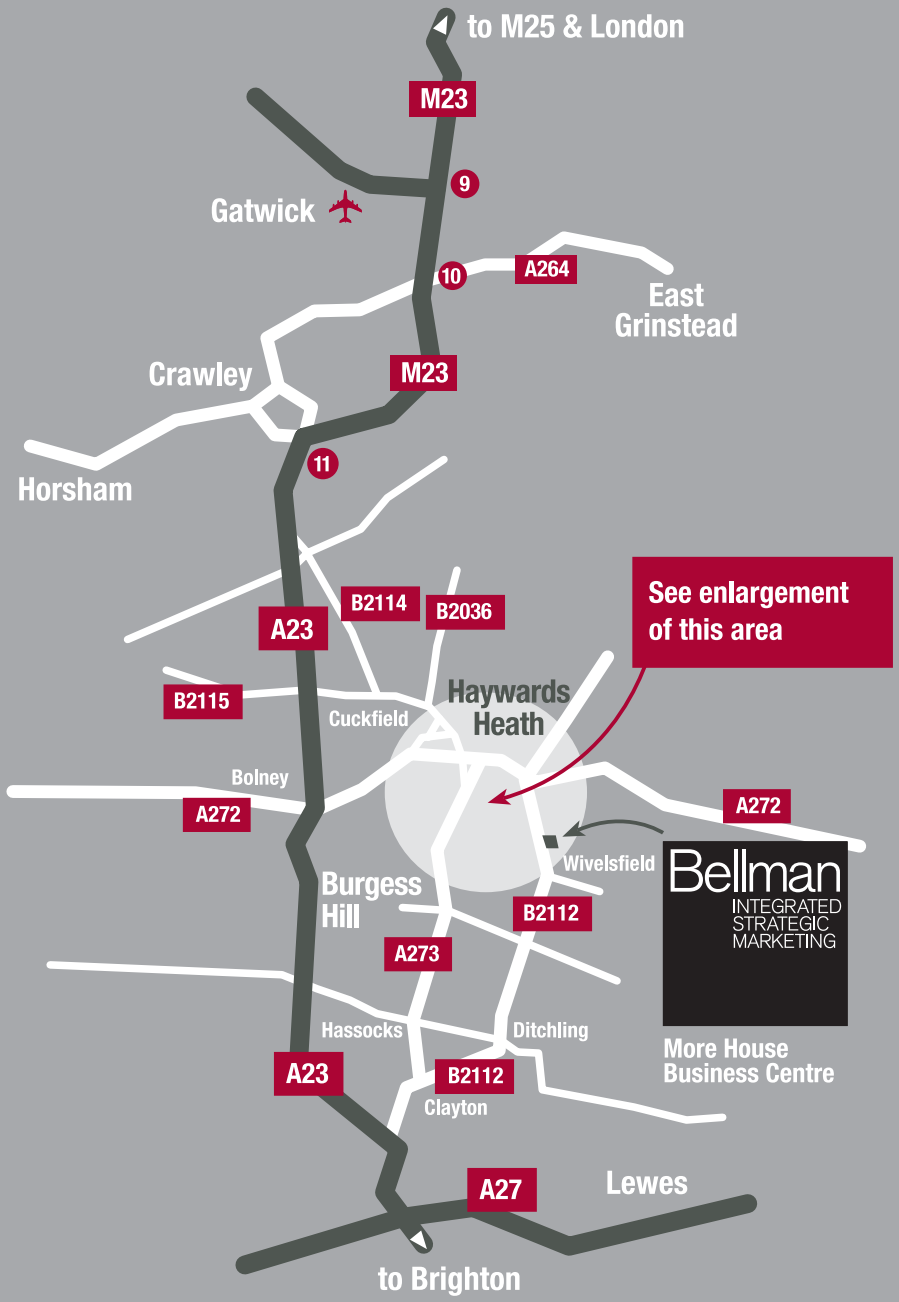 to M25 & London
M23
9
Gatwick
10
A264
East
Grinstead
M23
Crawley
11
Horsham
See enlargement
of this area
B2114
B2036
A23
Haywards
Heath
B2115
Cuckfield
Bolney
A272
A272
Wivelsfield
Bellman
INTEGRATED
STRATEGIC
MARKETING
Burgess
Hill
B2112
A273
Hassocks
Ditchling
More House
Business Centre
A23
B2112
Clayton
A27
Lewes
to Brighton